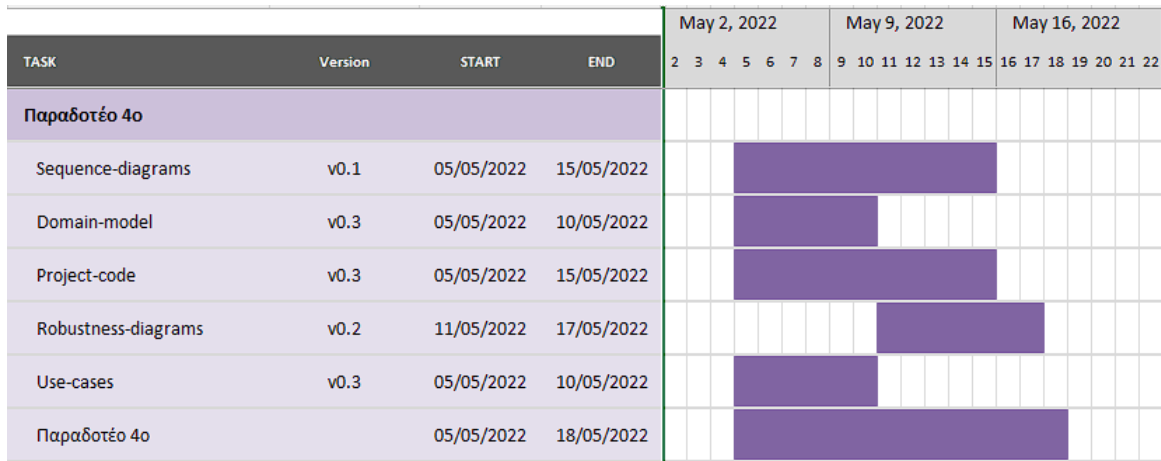 May 2, 2022 May 9, 2022 May 16, 2022
TASK Version START END 2 3 4 5 6 7 8 9 10 11 12 13 14 15 16 17 18 19 20 21 22
Παραδοτέο 4ο
Sequence-diagrams v0.1 05/05/2022 15/05/2022
Domain-model v0.3 05/05/2022 10/05/2022
Project-code v0.3 05/05/2022 15/05/2022
Robustness-diagrams v0.2 11/05/2022 17/05/2022
Use-cases v0.3 05/05/2022 10/05/2022
Παραδοτέο 4ο 05/05/2022 18/05/2022